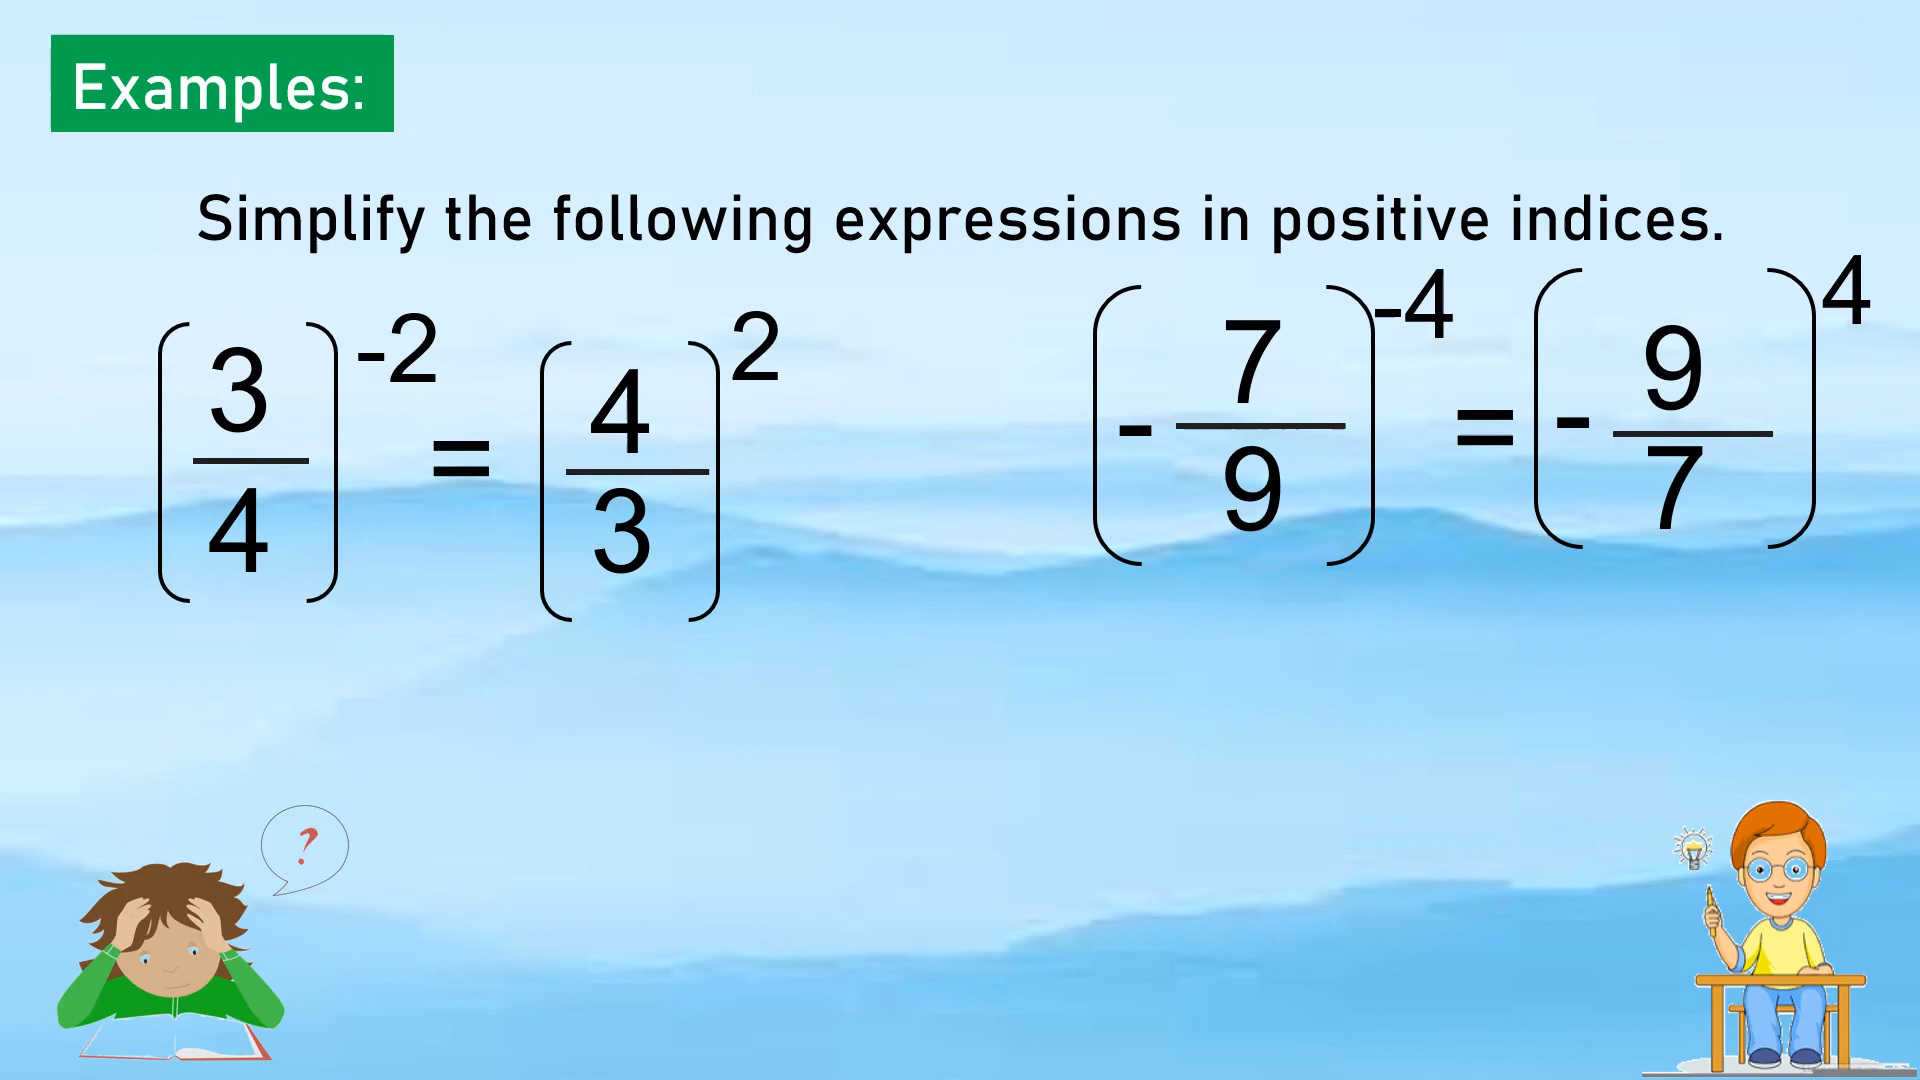 Examples:
Simplify the following expressions in positive indices.
(3/4)^-2 = (4/3)^2
(- 7/9)^-4 = (- 9/7)^4
?